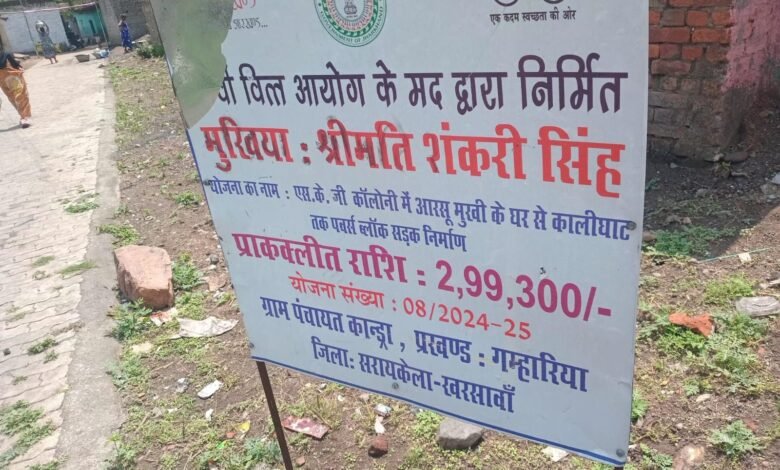 एक कदम स्वच्छता की ओर
वित्त आयोग के मद द्वारा निर्मित
मुखिया : श्रीमति शंकरी सिंह
योजना का नाम : एस.के. जी कॉलोनी में आरसू मुखी के घर से कालीघाट
तक पवर्स ब्लॉक सड़क निर्माण
प्राकक्लीत राशि : 2,99,300/-
योजना संख्या : 08/2024-25
ग्राम पंचायत कान्ड्रा , प्रखण्ड : गम्हारिया
जिला: सरायकेला-खरसावाँ